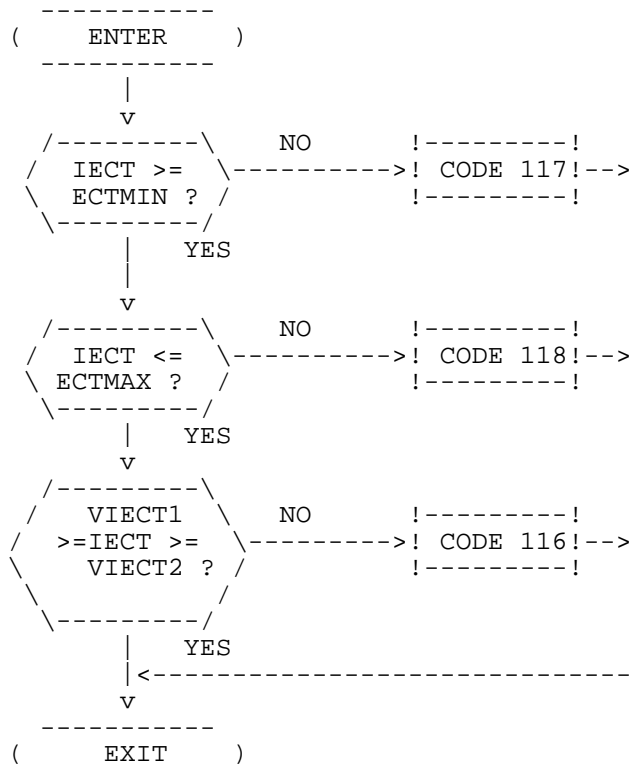 ENTER
NO
IECT >= CODE 117
ECTMIN ?
YES
NO
IECT <= CODE 118
ECTMAX ?
YES
VIECT1 NO
>=IECT >= CODE 116
VIECT2 ?
YES
EXIT